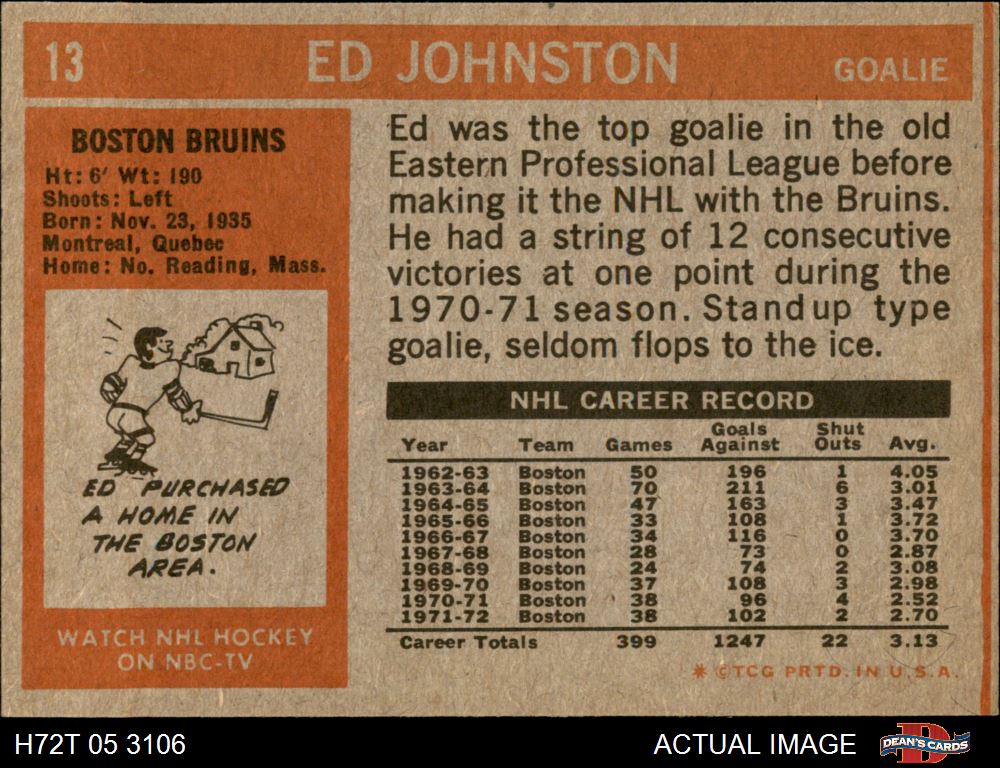 13 ED JOHNSTON GOALIE
BOSTON BRUINS
Ht: 6' Wt: 190
Shoots: Left
Born: Nov. 23, 1935
Montreal, Quebec
Home: No. Reading, Mass.
ED PURCHASED
A HOME IN
THE BOSTON
AREA.
WATCH NHL HOCKEY
ON NBC-TV
Ed was the top goalie in the old
Eastern Professional League before
making it the NHL with the Bruins.
He had a string of 12 consecutive
victories at one point during the
1970-71 season. Standup type
goalie, seldom flops to the ice.
NHL CAREER RECORD
Year Team Games Goals Against Shut Outs Avg.
1962-63 Boston 50 196 1 4.05
1963-64 Boston 70 211 6 3.01
1964-65 Boston 47 163 3 3.47
1965-66 Boston 33 108 1 3.72
1966-67 Boston 34 116 0 3.70
1967-68 Boston 28 73 0 2.87
1968-69 Boston 24 74 2 3.08
1969-70 Boston 37 108 3 2.98
1970-71 Boston 38 96 4 2.52
1971-72 Boston 38 102 2 2.70
Career Totals 399 1247 22 3.13
* © TCG PRTD. IN U.S.A.
H72T 05 3106 ACTUAL IMAGE DEAN'S CARDS